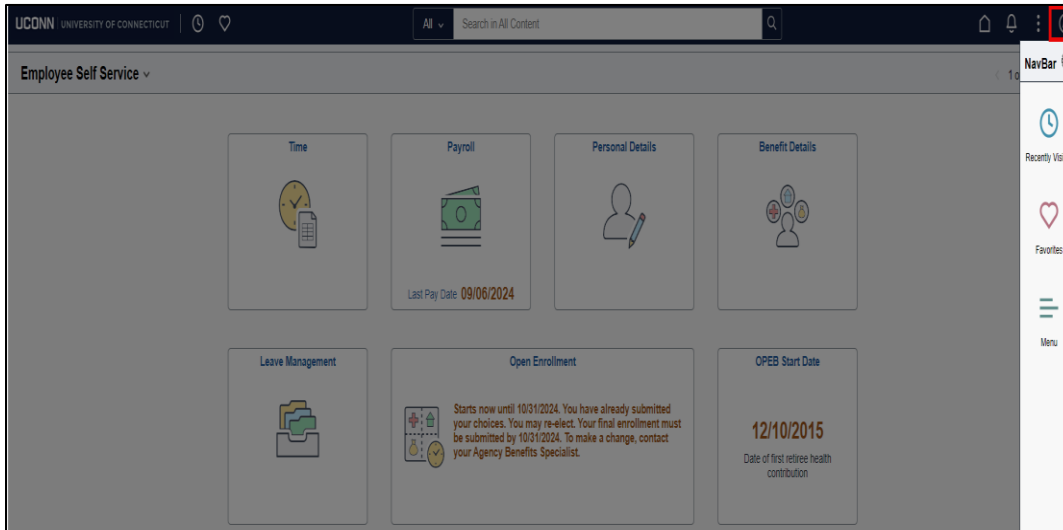 UCONN UNIVERSITY OF CONNECTICUT All Search in All Content
Employee Self Service 1 o
NavBar
Recently Visi
Favorites
Menu
Time
Payroll
Last Pay Date 09/06/2024
Personal Details
Benefit Details
Leave Management
Open Enrollment
Starts now until 10/31/2024. You have already submitted
your choices. You may re-elect. Your final enrollment must
be submitted by 10/31/2024. To make a change, contact
your Agency Benefits Specialist.
OPEB Start Date
12/10/2015
Date of first retiree health
contribution